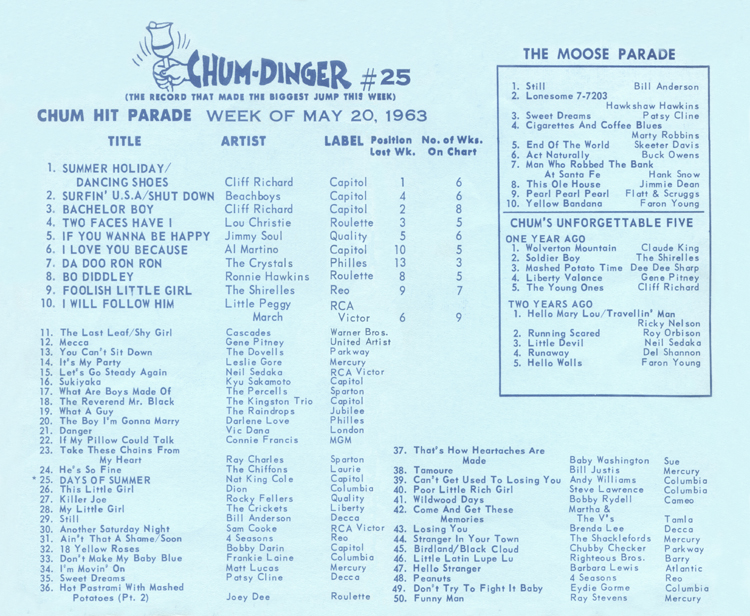 CHUM-DINGER #25
(THE RECORD THAT MADE THE BIGGEST JUMP THIS WEEK)
CHUM HIT PARADE WEEK OF MAY 20, 1963
TITLE ARTIST LABEL Position Last Wk. No. of Wks. On Chart
1. SUMMER HOLIDAY/
DANCING SHOES Cliff Richard Capitol 1 6
2. SURFIN' U.S.A/SHUT DOWN Beachboys Capitol 4 6
3. BACHELOR BOY Cliff Richard Capitol 2 8
4. TWO FACES HAVE I Lou Christie Roulette 3 5
5. IF YOU WANNA BE HAPPY Jimmy Soul Quality 5 6
6. I LOVE YOU BECAUSE Al Martino Capitol 10 5
7. DA DOO RON RON The Crystals Philles 13 3
8. BO DIDDLEY Ronnie Hawkins Roulette 8 5
9. FOOLISH LITTLE GIRL The Shirelles Reo 9 7
10. I WILL FOLLOW HIM Little Peggy RCA
March Victor 6 9
11. The Last Leaf/Shy Girl Cascades Warner Bros.
12. Mecca Gene Pitney United Artist
13. You Can't Sit Down The Dovells Parkway
14. It's My Party Leslie Gore Mercury
15. Let's Go Steady Again Neil Sedaka RCA Victor
16. Sukiyaka Kyu Sakamoto Capitol
17. What Are Boys Made Of The Percells Sparton
18. The Reverend Mr. Black The Kingston Trio Capitol
19. What A Guy The Raindrops Jubilee
20. The Boy I'm Gonna Marry Darlene Love Philles
21. Danger Vic Dana London
22. If My Pillow Could Talk Connie Francis MGM
23. Take These Chains From
My Heart Ray Charles Sparton
24. He's So Fine The Chiffons Laurie
*25. DAYS OF SUMMER Nat King Cole Capitol
26. This Little Girl Dion Columbia
27. Killer Joe Rocky Fellers Quality
28. My Little Girl The Crickets Liberty
29. Still Bill Anderson Decca
30. Another Saturday Night Sam Cooke RCA Victor
31. Ain't That A Shame/Soon 4 Seasons Reo
32. 18 Yellow Roses Bobby Darin Capitol
33. Don't Make My Baby Blue Frankie Laine Columbia
34. I'm Movin' On Matt Lucas Mercury
35. Sweet Dreams Patsy Cline Decca
36. Hot Pastrami With Mashed
Potatoes (Pt. 2) Joey Dee Roulette
37. That's How Heartaches Are
Made Baby Washington Sue
38. Tamoure Bill Justis Mercury
39. Can't Get Used To Losing You Andy Williams Columbia
40. Poor Little Rich Girl Steve Lawrence Columbia
41. Wildwood Days Bobby Rydell Cameo
42. Come And Get These Martha &
Memories The V's Tamla
43. Losing You Brenda Lee Decca
44. Stranger In Your Town The Shacklefords Mercury
45. Birdland/Black Cloud Chubby Checker Parkway
46. Little Latin Lupe Lu Righteous Bros. Barry
47. Hello Stranger Barbara Lewis Atlantic
48. Peanuts 4 Seasons Reo
49. Don't Try To Fight It Baby Eydie Gorme Columbia
50. Funny Man Ray Stevens Mercury
THE MOOSE PARADE
1. Still Bill Anderson
2. Lonesome 7-7203
Hawkshaw Hawkins
3. Sweet Dreams Patsy Cline
4. Cigarettes And Coffee Blues
Marty Robbins
5. End Of The World Skeeter Davis
6. Act Naturally Buck Owens
7. Man Who Robbed The Bank
At Santa Fe Hank Snow
8. This Ole House Jimmie Dean
9. Pearl Pearl Pearl Flatt & Scruggs
10. Yellow Bandana Faron Young
CHUM'S UNFORGETTABLE FIVE
ONE YEAR AGO
1. Wolverton Mountain Claude King
2. Soldier Boy The Shirelles
3. Mashed Potato Time Dee Dee Sharp
4. Liberty Valance Gene Pitney
5. The Young Ones Cliff Richard
TWO YEARS AGO
1. Hello Mary Lou/Travellin' Man
Ricky Nelson
2. Running Scared Roy Orbison
3. Little Devil Neil Sedaka
4. Runaway Del Shannon
5. Hello Walls Faron Young